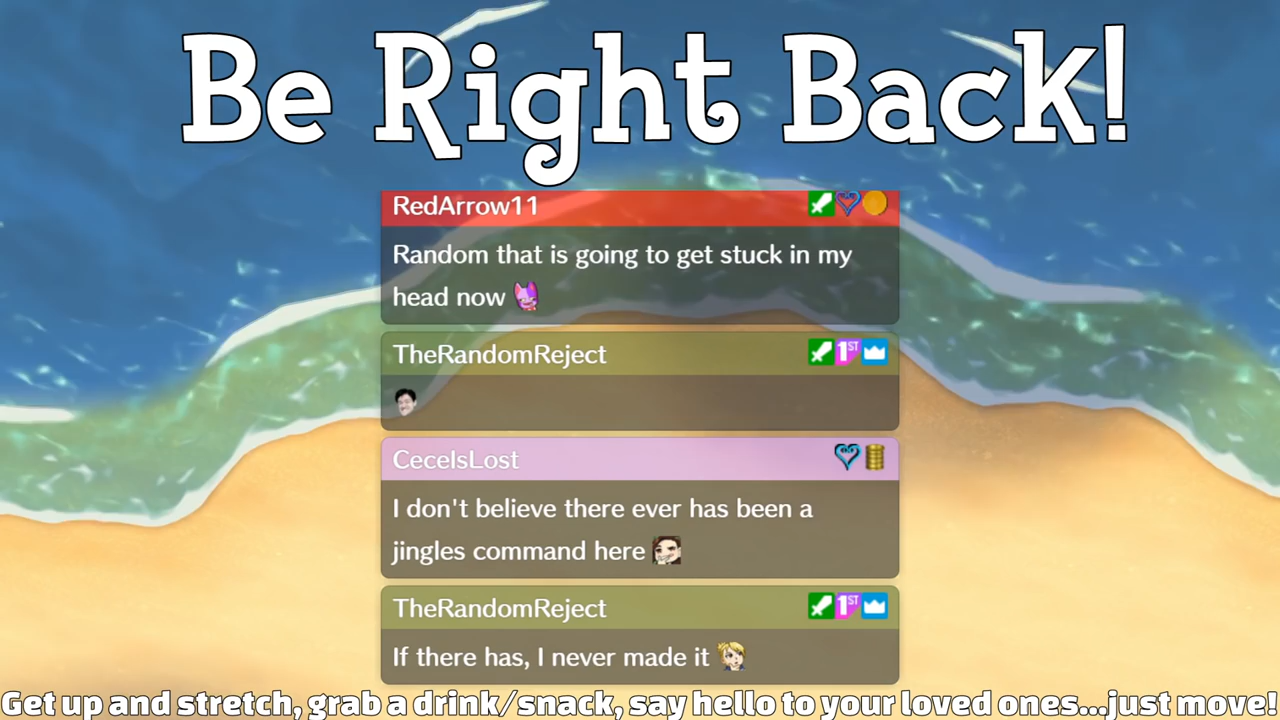 Be Right Back!
RedArrow11
Random that is going to get stuck in my
head now
TheRandomReject
1ST
CeceIsLost
I don't believe there ever has been a
jingles command here
TheRandomReject
1ST
If there has, I never made it
Get up and stretch, grab a drink/snack, say hello to your loved ones...just move!